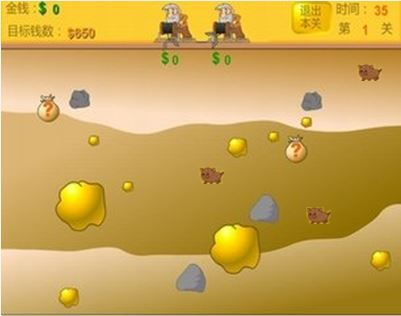 金钱：$ 0
目标钱数：$650
$0
$0
退出
本关
时间：35
第 1 关
?
?